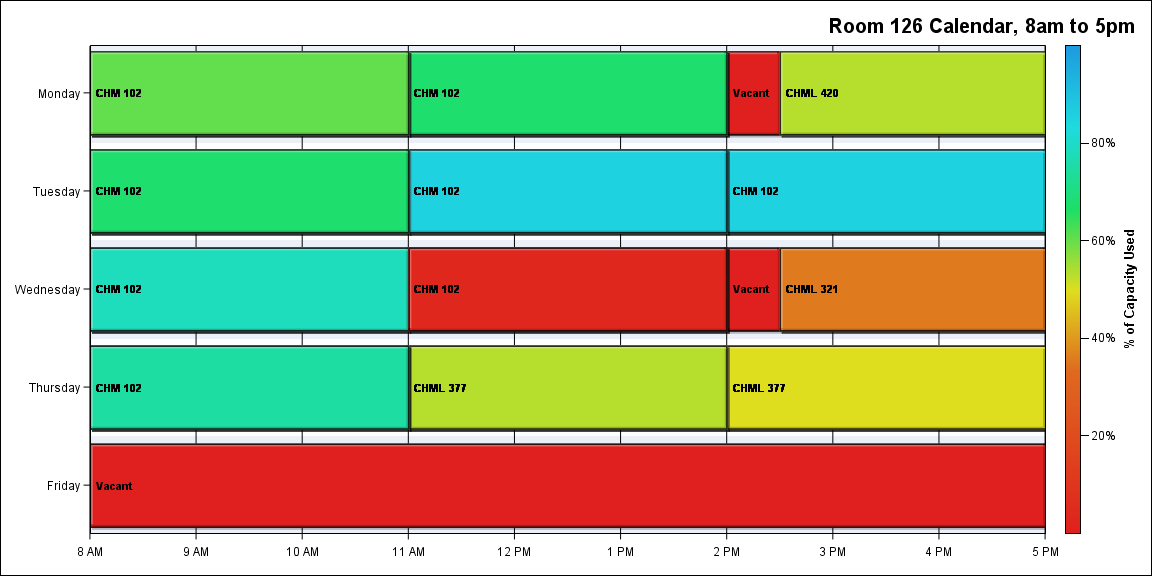 Room 126 Calendar, 8am to 5pm
Monday
CHM 102
CHM 102
Vacant
CHML 420
Tuesday
CHM 102
CHM 102
CHM 102
Wednesday
CHM 102
CHM 102
Vacant
CHML 321
Thursday
CHM 102
CHML 377
CHML 377
Friday
Vacant
8 AM
9 AM
10 AM
11 AM
12 PM
1 PM
2 PM
3 PM
4 PM
5 PM
80%
60%
40%
20%
% of Capacity Used